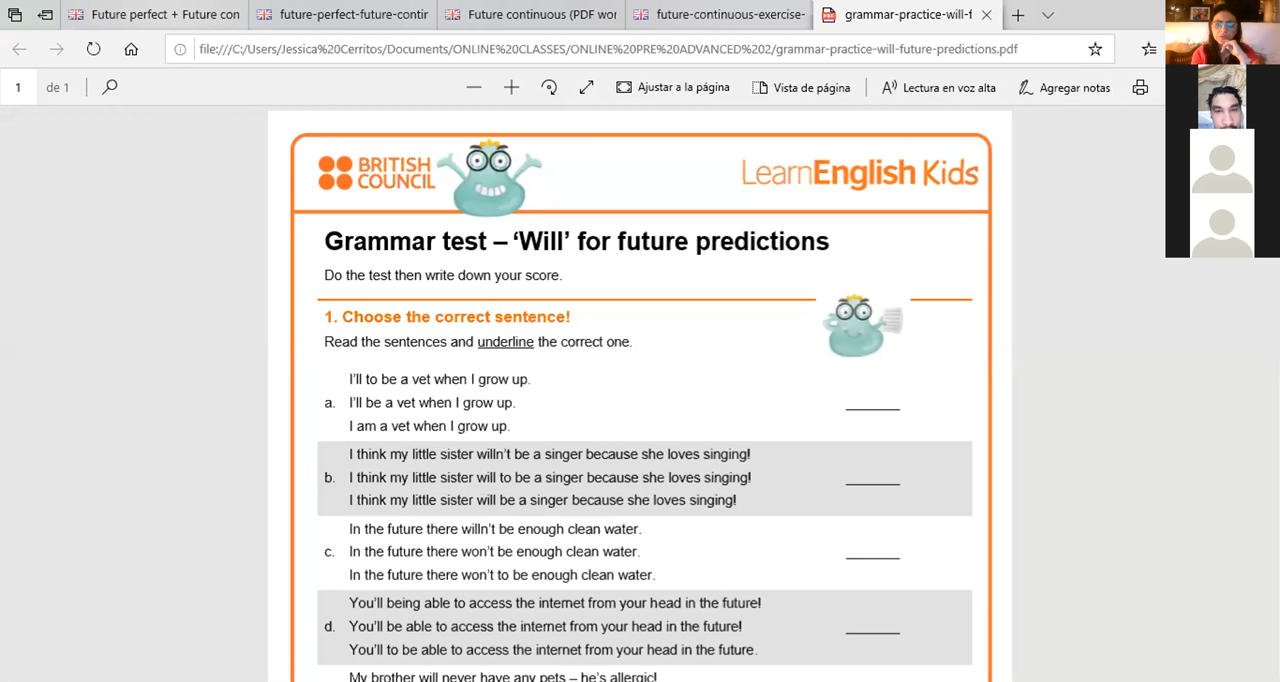 Future perfect + Future con
future-perfect-future-contir
Future continuous (PDF wor
future-continuous-exercise-
grammar-practice-will-f
file:///C:/Users/Jessica%20Cerritos/Documents/ONLINE%20CLASSES/ONLINE%20PRE%20ADVANCED%202/grammar-practice-will-future-predictions.pdf
1 de 1 Ajustar a la página Vista de página Lectura en voz alta Agregar notas
BRITISH
COUNCIL
LearnEnglish Kids
Grammar test – ‘Will’ for future predictions
Do the test then write down your score.
1. Choose the correct sentence!
Read the sentences and underline the correct one.
I’ll to be a vet when I grow up.
a. I’ll be a vet when I grow up.
I am a vet when I grow up.
I think my little sister willn’t be a singer because she loves singing!
b. I think my little sister will to be a singer because she loves singing!
I think my little sister will be a singer because she loves singing!
In the future there willn’t be enough clean water.
c. In the future there won’t be enough clean water.
In the future there won’t to be enough clean water.
You’ll being able to access the internet from your head in the future!
d. You’ll be able to access the internet from your head in the future!
You’ll to be able to access the internet from your head in the future.
My brother will never have any pets – he’s allergic!